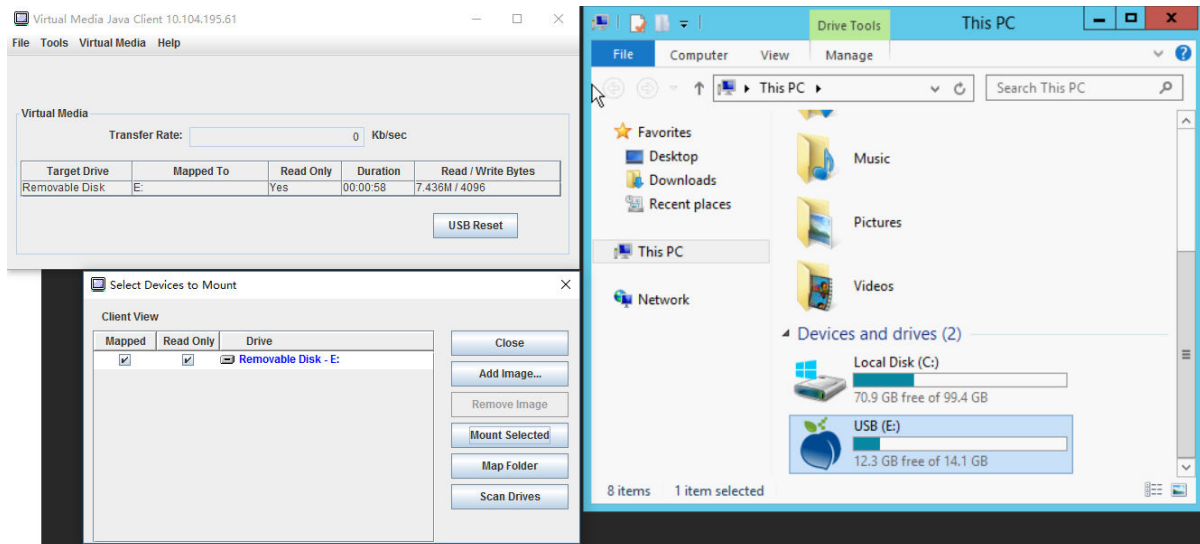 Virtual Media Java Client 10.104.195.61
File Tools Virtual Media Help
Virtual Media
Transfer Rate: 0 Kb/sec
Target Drive Mapped To Read Only Duration Read / Write Bytes
Removable Disk E: Yes 00:00:58 7.436M / 4096
USB Reset
Select Devices to Mount
Client View
Mapped Read Only Drive
Removable Disk - E:
Close
Add Image...
Remove Image
Mount Selected
Map Folder
Scan Drives
Drive Tools This PC
File Computer View Manage
This PC Search This PC
Favorites
Desktop
Downloads
Recent places
This PC
Network
Music
Pictures
Videos
Devices and drives (2)
Local Disk (C:)
70.9 GB free of 99.4 GB
USB (E:)
12.3 GB free of 14.1 GB
8 items 1 item selected